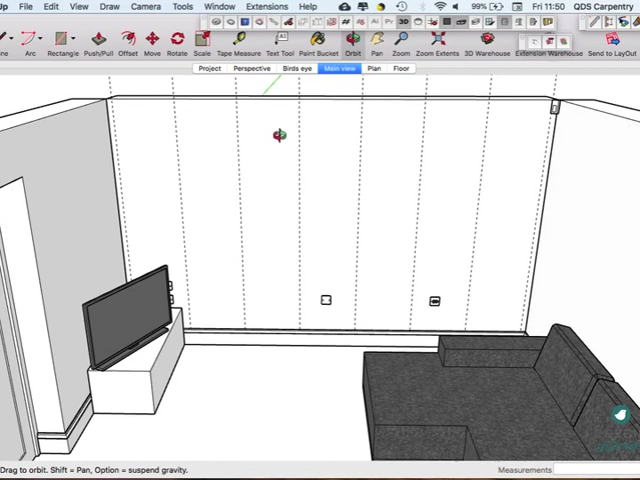 Up File Edit View Draw Camera Tools Window Extensions Help 99% Fri 11:50 QDS Carpentry
Arc Rectangle Push/Pull Offset Move Rotate Scale Tape Measure Text Tool Paint Bucket Orbit Pan Zoom Zoom Extents 3D Warehouse Extension Warehouse Send to LayOut
Project Perspective Birds eye Main view Plan Floor
Drag to orbit. Shift = Pan, Option = suspend gravity. Measurements